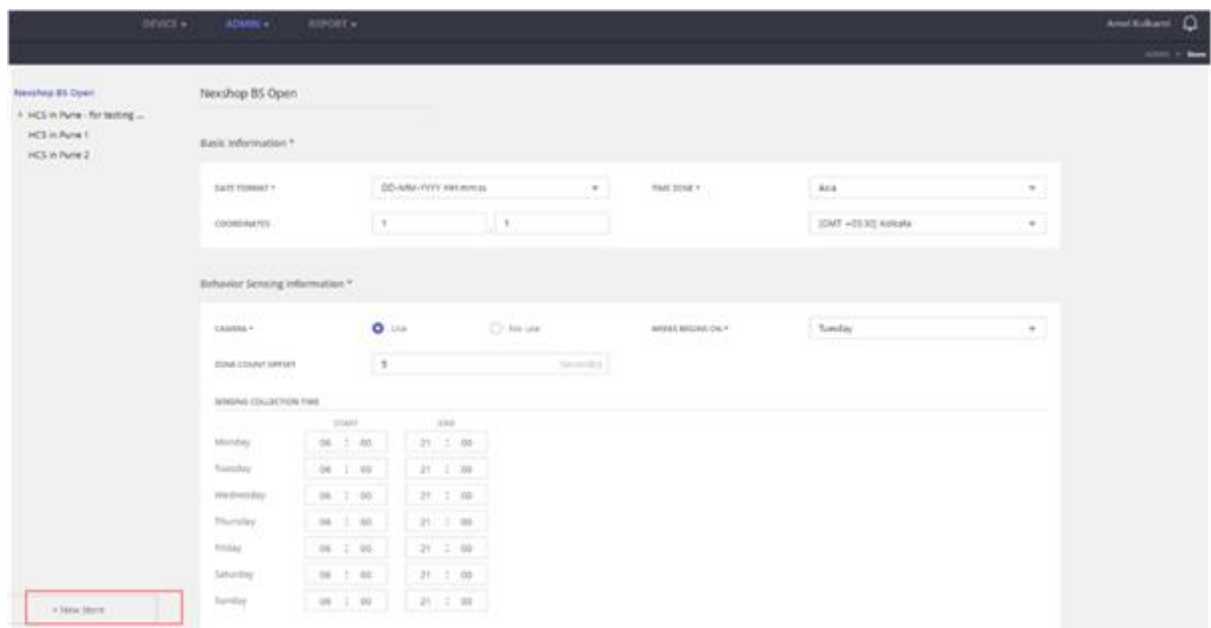 DEVICE ADMIN REPORT Amol Kulkarni
ADMIN Store
Nexshop BS Open
HCS in Pune - for testing ...
HCS in Pune 1
HCS in Pune 2
Nexshop BS Open
Basic Information *
DATE FORMAT * DD-MM-YYYY HH:mm:ss TIME ZONE * Asia
COORDINATES 1 , 1 [GMT +05:30] Kolkata
Behavior Sensing Information *
CAMERA * Use No use WEEKS BEGINS ON * Tuesday
ZONE COUNT OFFSET 5 Second(s)
SENSING COLLECTION TIME
START END
Monday 06 : 00 21 : 00
Tuesday 06 : 00 21 : 00
Wednesday 06 : 00 21 : 00
Thursday 06 : 00 21 : 00
Friday 06 : 00 21 : 00
Saturday 06 : 00 21 : 00
Sunday 06 : 00 21 : 00
+ New Store